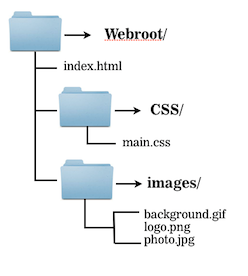 Webroot/
index.html
CSS/
main.css
images/
background.gif
logo.png
photo.jpg